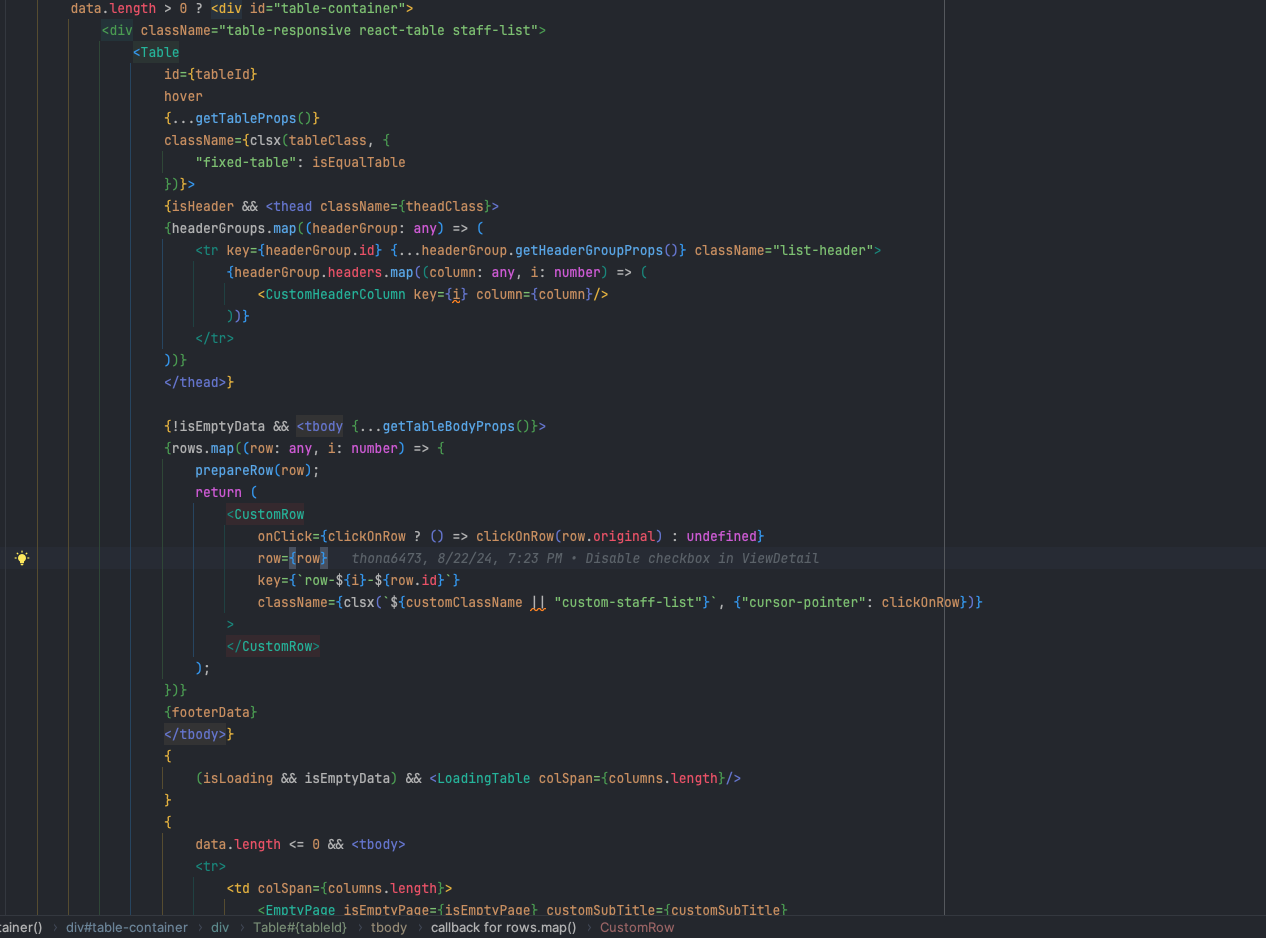 data.length > 0 ? <div id="table-container">
<div className="table-responsive react-table staff-list">
<Table
id={tableId}
hover
{...getTableProps()}
className={clsx(tableClass, {
"fixed-table": isEqualTable
})}>
{isHeader && <thead className={theadClass}>
{headerGroups.map((headerGroup: any) => (
<tr key={headerGroup.id} {...headerGroup.getHeaderGroupProps()} className="list-header">
{headerGroup.headers.map((column: any, i: number) => (
<CustomHeaderColumn key={i} column={column}/>
))}
</tr>
))}
</thead>}
{!isEmptyData && <tbody {...getTableBodyProps()}>
{rows.map((row: any, i: number) => {
prepareRow(row);
return (
<CustomRow
onClick={clickOnRow ? () => clickOnRow(row.original) : undefined}
row={row} thona6473, 8/22/24, 7:23 PM • Disable checkbox in ViewDetail
key={`row-${i}-${row.id}`}
className={clsx(`${customClassName || "custom-staff-list"}`, {"cursor-pointer": clickOnRow})}
>
</CustomRow>
);
})}
{footerData}
</tbody>}
{
(isLoading && isEmptyData) && <LoadingTable colSpan={columns.length}/>
}
{
data.length <= 0 && <tbody>
<tr>
<td colSpan={columns.length}>
<EmptyPage isEmptyPage={isEmptyPage} customSubTitle={customSubTitle}
tainer() › div#table-container › div › Table#{tableId} › tbody › callback for rows.map() › CustomRow